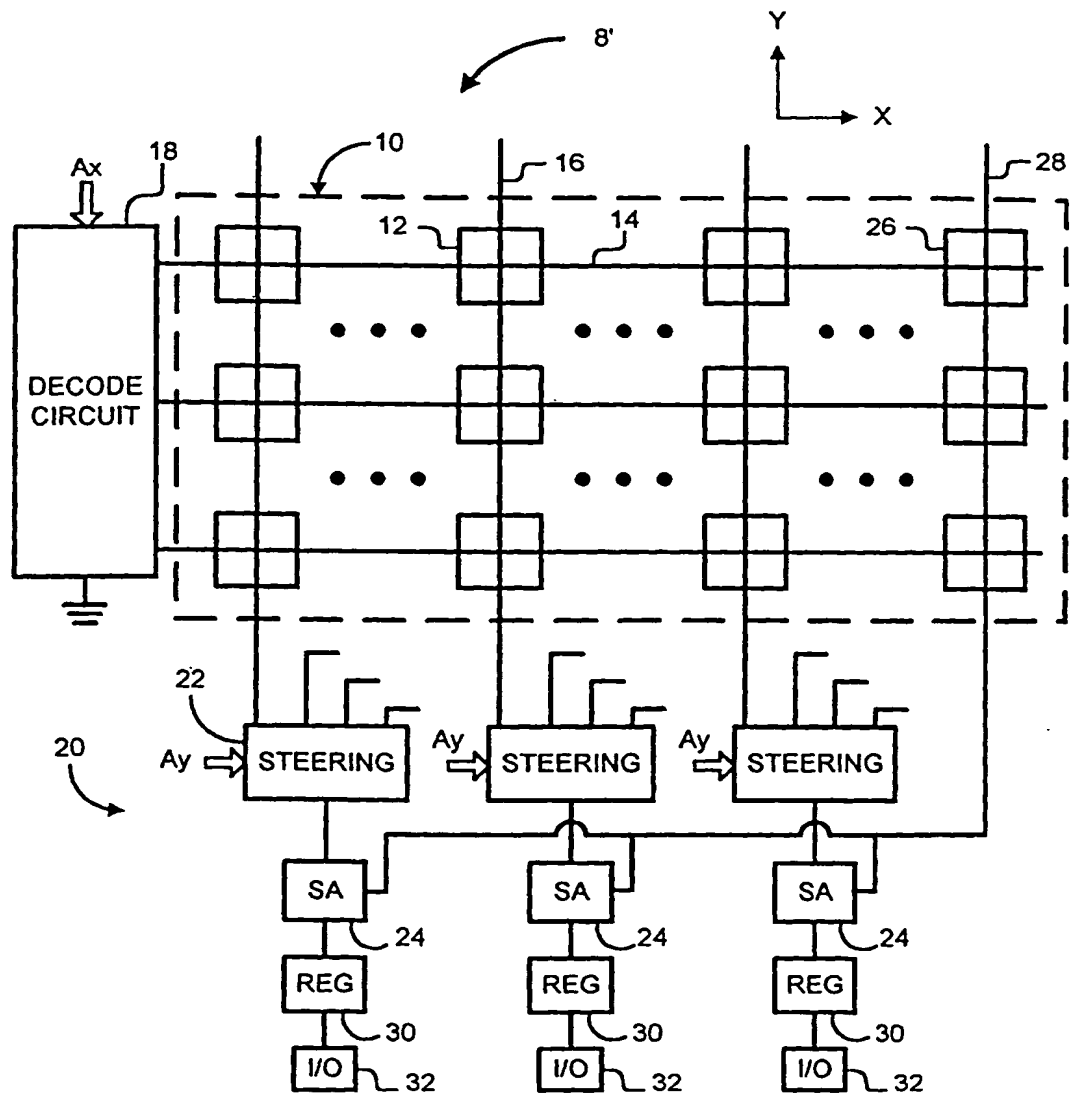 8'
Y
X
Ax
18
10
16
28
12
14
26
DECODE
CIRCUIT
22
20
Ay
STEERING
Ay
STEERING
Ay
STEERING
SA
SA
SA
24
24
24
REG
REG
REG
30
30
30
I/O
I/O
I/O
32
32
32